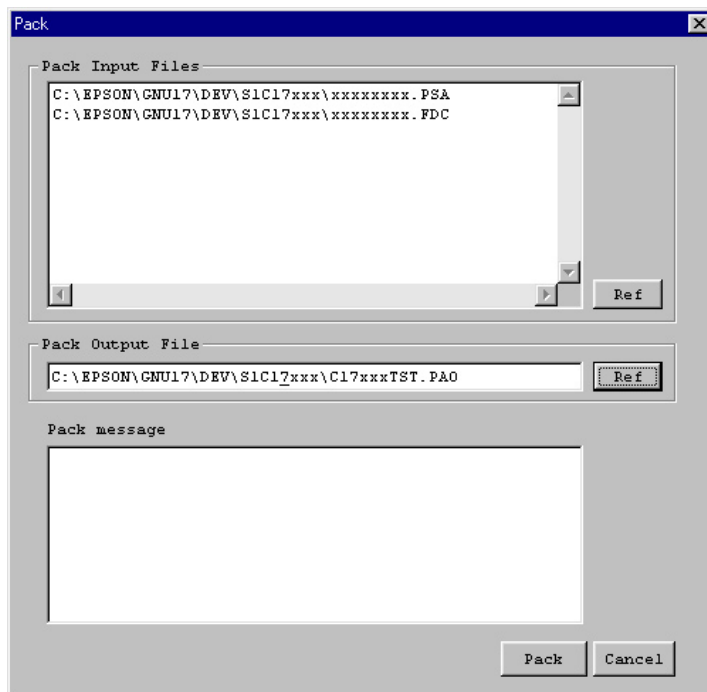 Pack
Pack Input Files
C:\EPSON\GNU17\DEV\S1C17xxx\xxxxxxxx.PSA
C:\EPSON\GNU17\DEV\S1C17xxx\xxxxxxxx.FDC
Ref
Pack Output File
C:\EPSON\GNU17\DEV\S1C17xxx\C17xxxTST.PA0
Ref
Pack message
Pack
Cancel